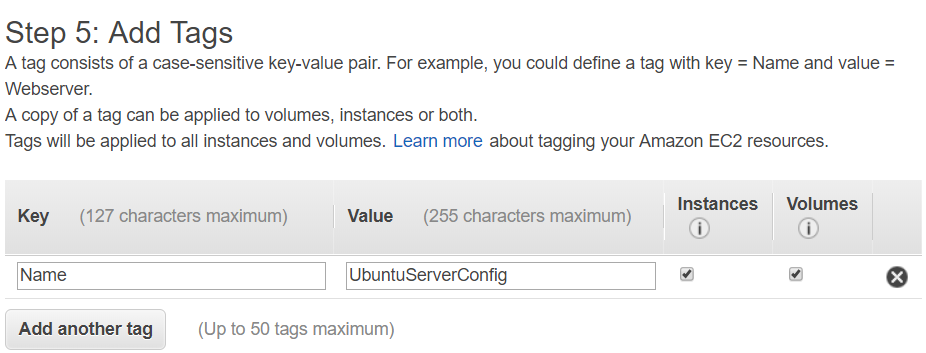 Step 5: Add Tags
A tag consists of a case-sensitive key-value pair. For example, you could define a tag with key = Name and value =
Webserver.
A copy of a tag can be applied to volumes, instances or both.
Tags will be applied to all instances and volumes. Learn more about tagging your Amazon EC2 resources.
Key (127 characters maximum) Value (255 characters maximum) Instances Volumes
Name UbuntuServerConfig
Add another tag (Up to 50 tags maximum)